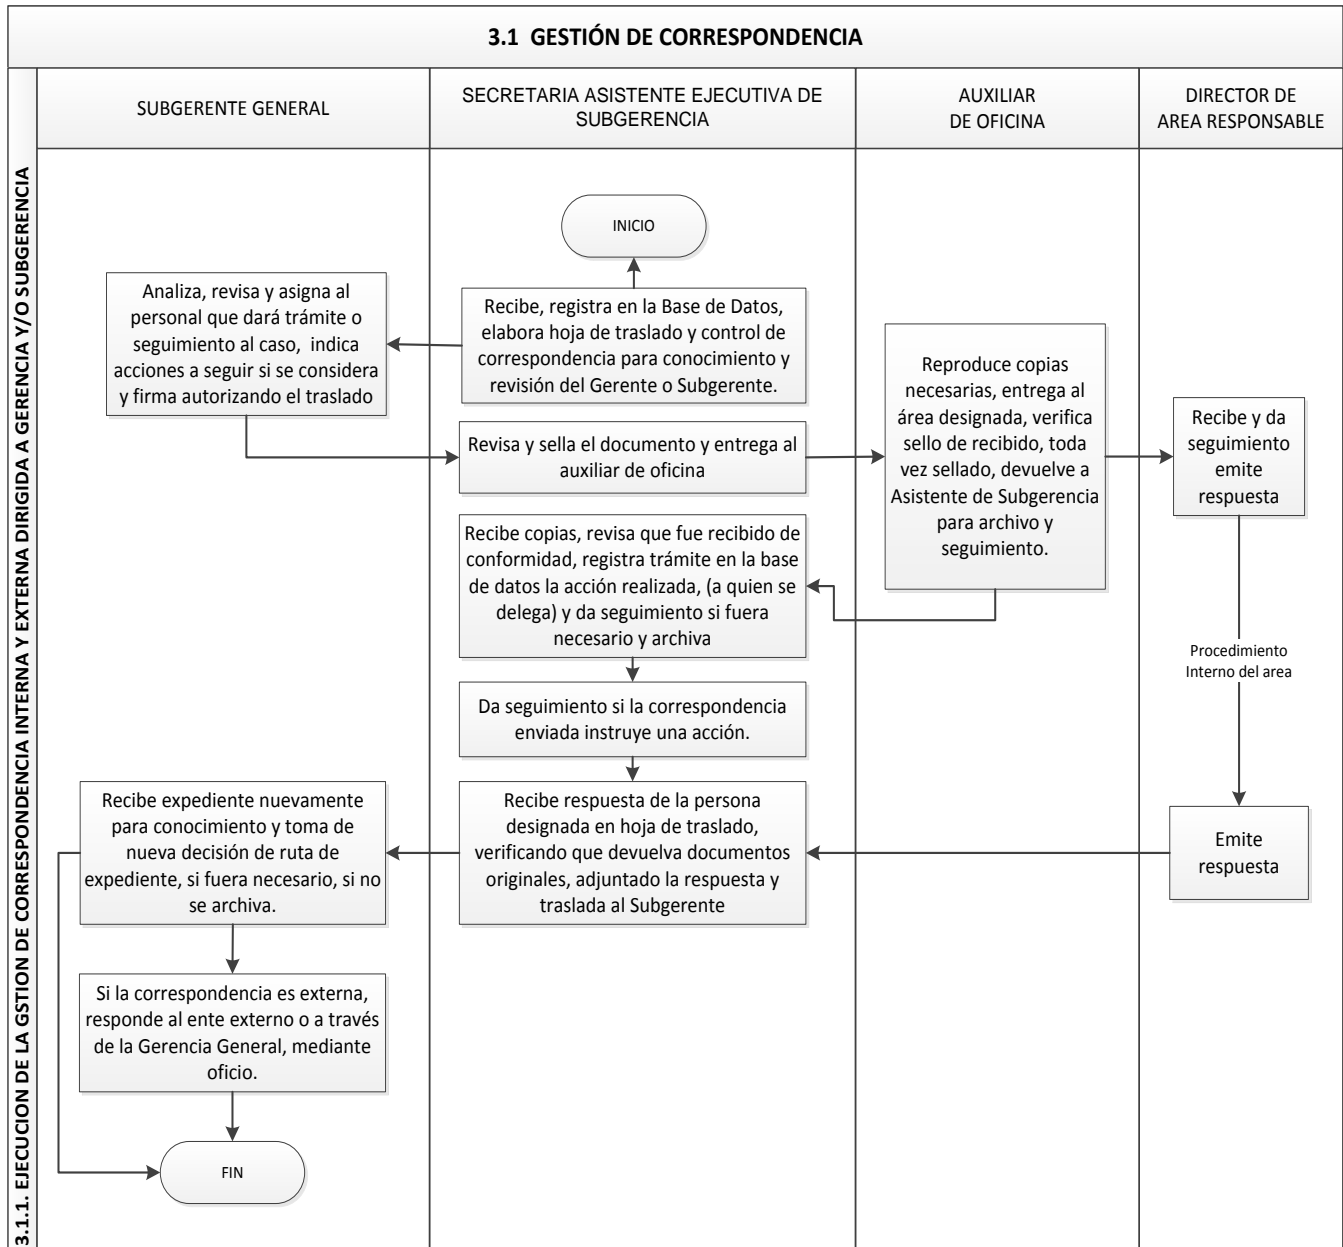 3.1 GESTIÓN DE CORRESPONDENCIA
3.1.1. EJECUCION DE LA GSTION DE CORRESPONDENCIA INTERNA Y EXTERNA DIRIGIDA A GERENCIA Y/O SUBGERENCIA
SUBGERENTE GENERAL
SECRETARIA ASISTENTE EJECUTIVA DE
SUBGERENCIA
AUXILIAR
DE OFICINA
DIRECTOR DE
AREA RESPONSABLE
INICIO
Recibe, registra en la Base de Datos,
elabora hoja de traslado y control de
correspondencia para conocimiento y
revisión del Gerente o Subgerente.
Analiza, revisa y asigna al
personal que dará trámite o
seguimiento al caso, indica
acciones a seguir si se considera
y firma autorizando el traslado
Revisa y sella el documento y entrega al
auxiliar de oficina
Reproduce copias
necesarias, entrega al
área designada, verifica
sello de recibido, toda
vez sellado, devuelve a
Asistente de Subgerencia
para archivo y
seguimiento.
Recibe y da
seguimiento
emite
respuesta
Recibe copias, revisa que fue recibido de
conformidad, registra trámite en la base
de datos la acción realizada, (a quien se
delega) y da seguimiento si fuera
necesario y archiva
Procedimiento
Interno del area
Da seguimiento si la correspondencia
enviada instruye una acción.
Emite
respuesta
Recibe respuesta de la persona
designada en hoja de traslado,
verificando que devuelva documentos
originales, adjuntado la respuesta y
traslada al Subgerente
Recibe expediente nuevamente
para conocimiento y toma de
nueva decisión de ruta de
expediente, si fuera necesario, si no
se archiva.
Si la correspondencia es externa,
responde al ente externo o a través
de la Gerencia General, mediante
oficio.
FIN